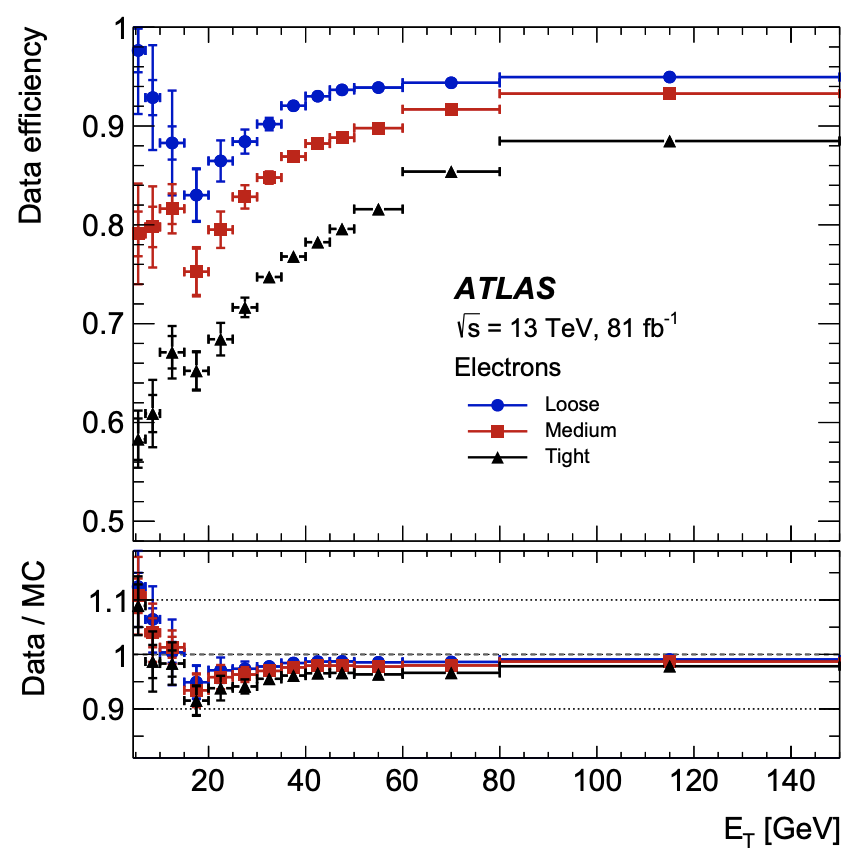 Data efficiency
1
0.9
0.8
0.7
0.6
0.5
ATLAS
√s = 13 TeV, 81 fb⁻¹
Electrons
Loose
Medium
Tight
Data / MC
1.1
1
0.9
20 40 60 80 100 120 140
E_T [GeV]